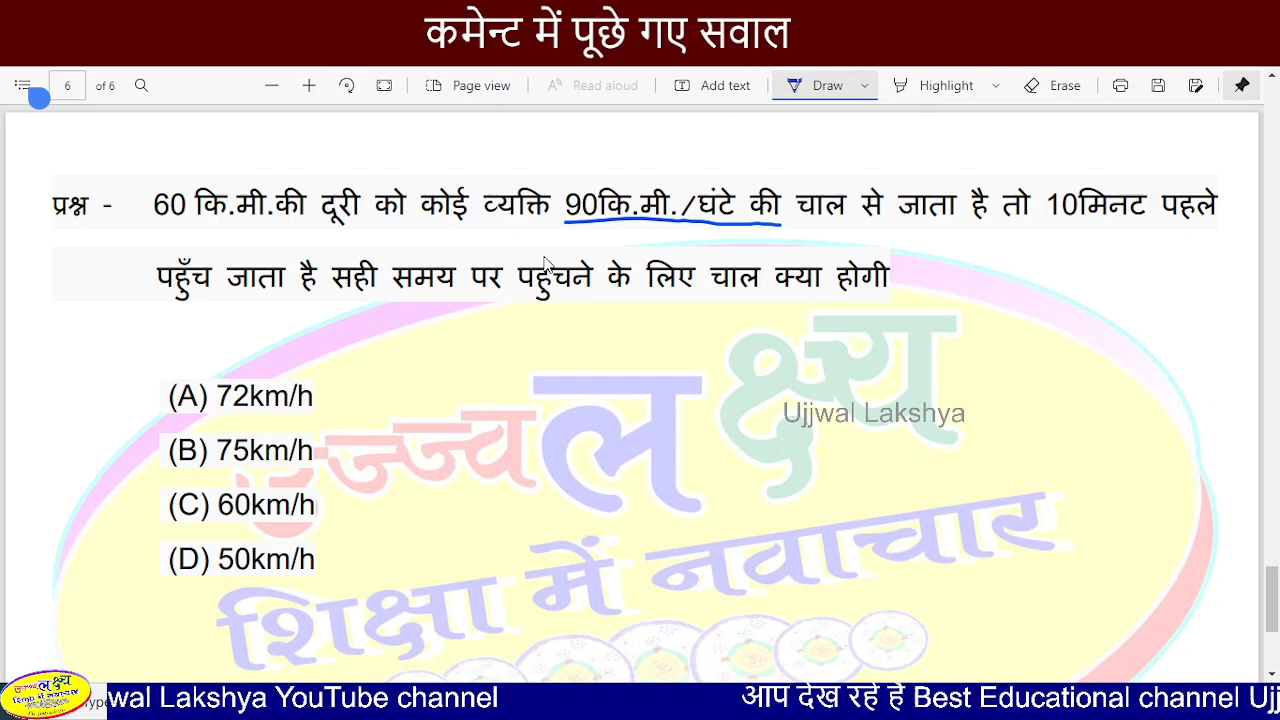 कमेन्ट में पूछे गए सवाल
6 of 6 Page view Read aloud Add text Draw Highlight Erase
प्रश्न - 60 कि.मी.की दूरी को कोई व्यक्ति 90कि.मी./घंटे की चाल से जाता है तो 10मिनट पहले
पहुँच जाता है सही समय पर पहुंचने के लिए चाल क्या होगी
(A) 72km/h
(B) 75km/h
(C) 60km/h
(D) 50km/h
उज्ज्वल लक्ष्य
Ujjwal Lakshya
शिक्षा में नवाचार
wal Lakshya YouTube channel आप देख रहे हैं Best Educational channel Ujj